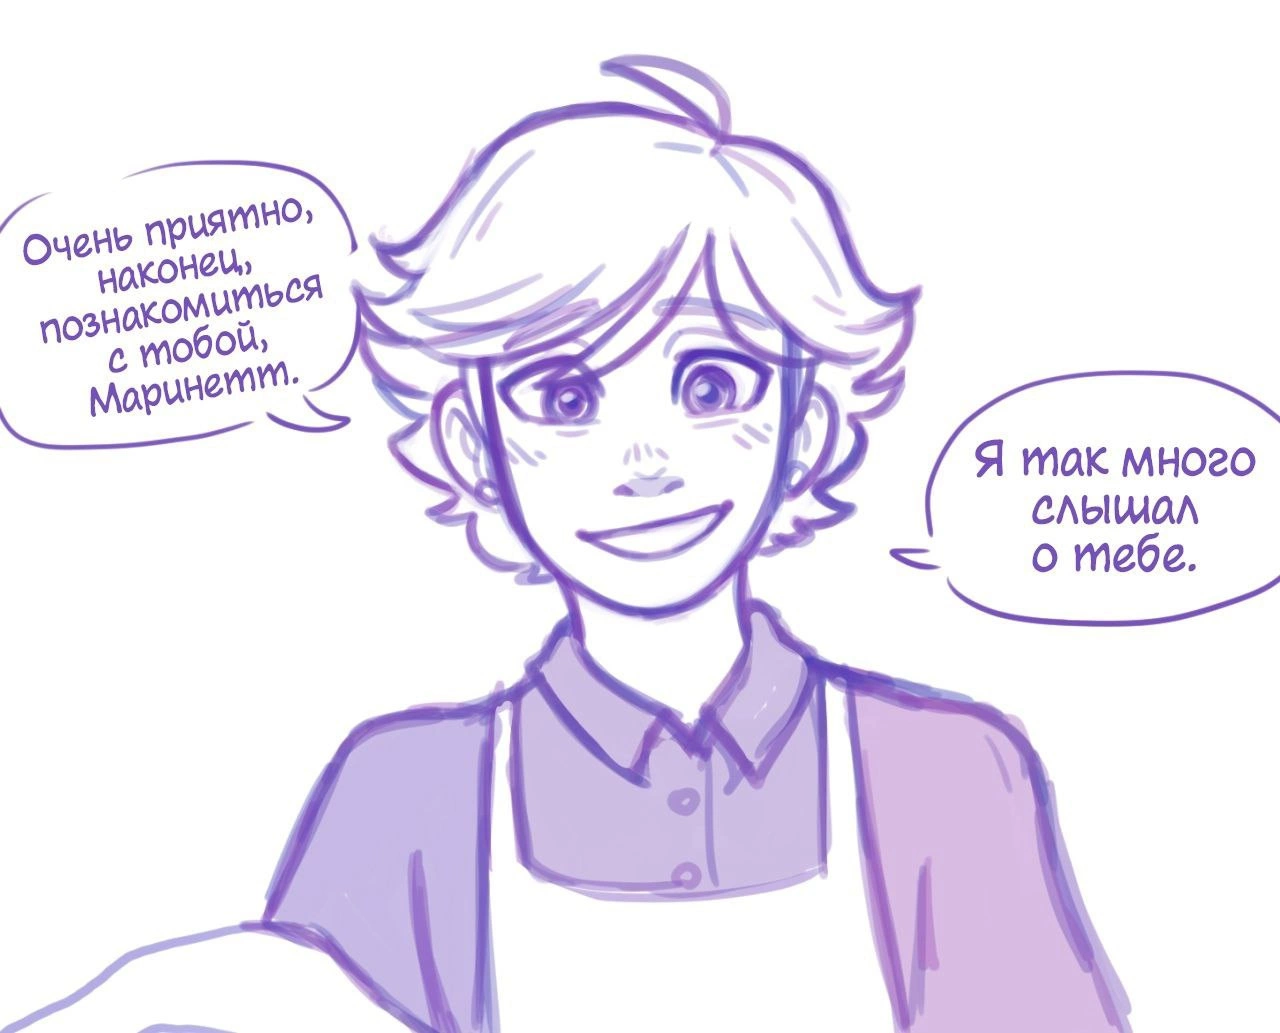 Очень приятно,
наконец,
познакомиться
с тобой,
Маринетт.
Я так много
слышал
о тебе.